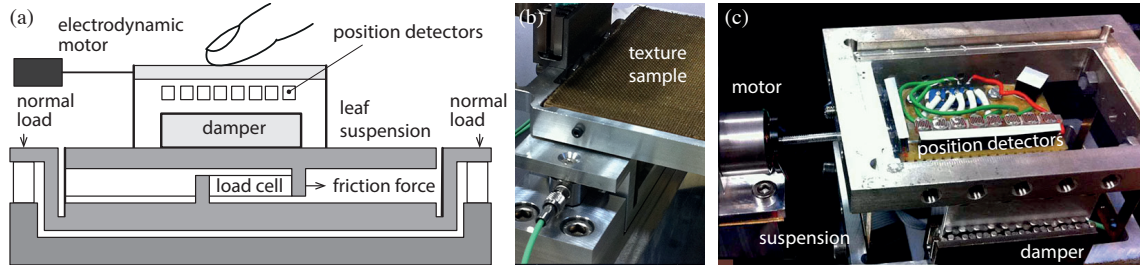 (a)
electrodynamic
motor
position detectors
normal
load
damper
leaf
suspension
normal
load
load cell
friction force
(b)
texture
sample
(c)
motor
position detectors
suspension
damper